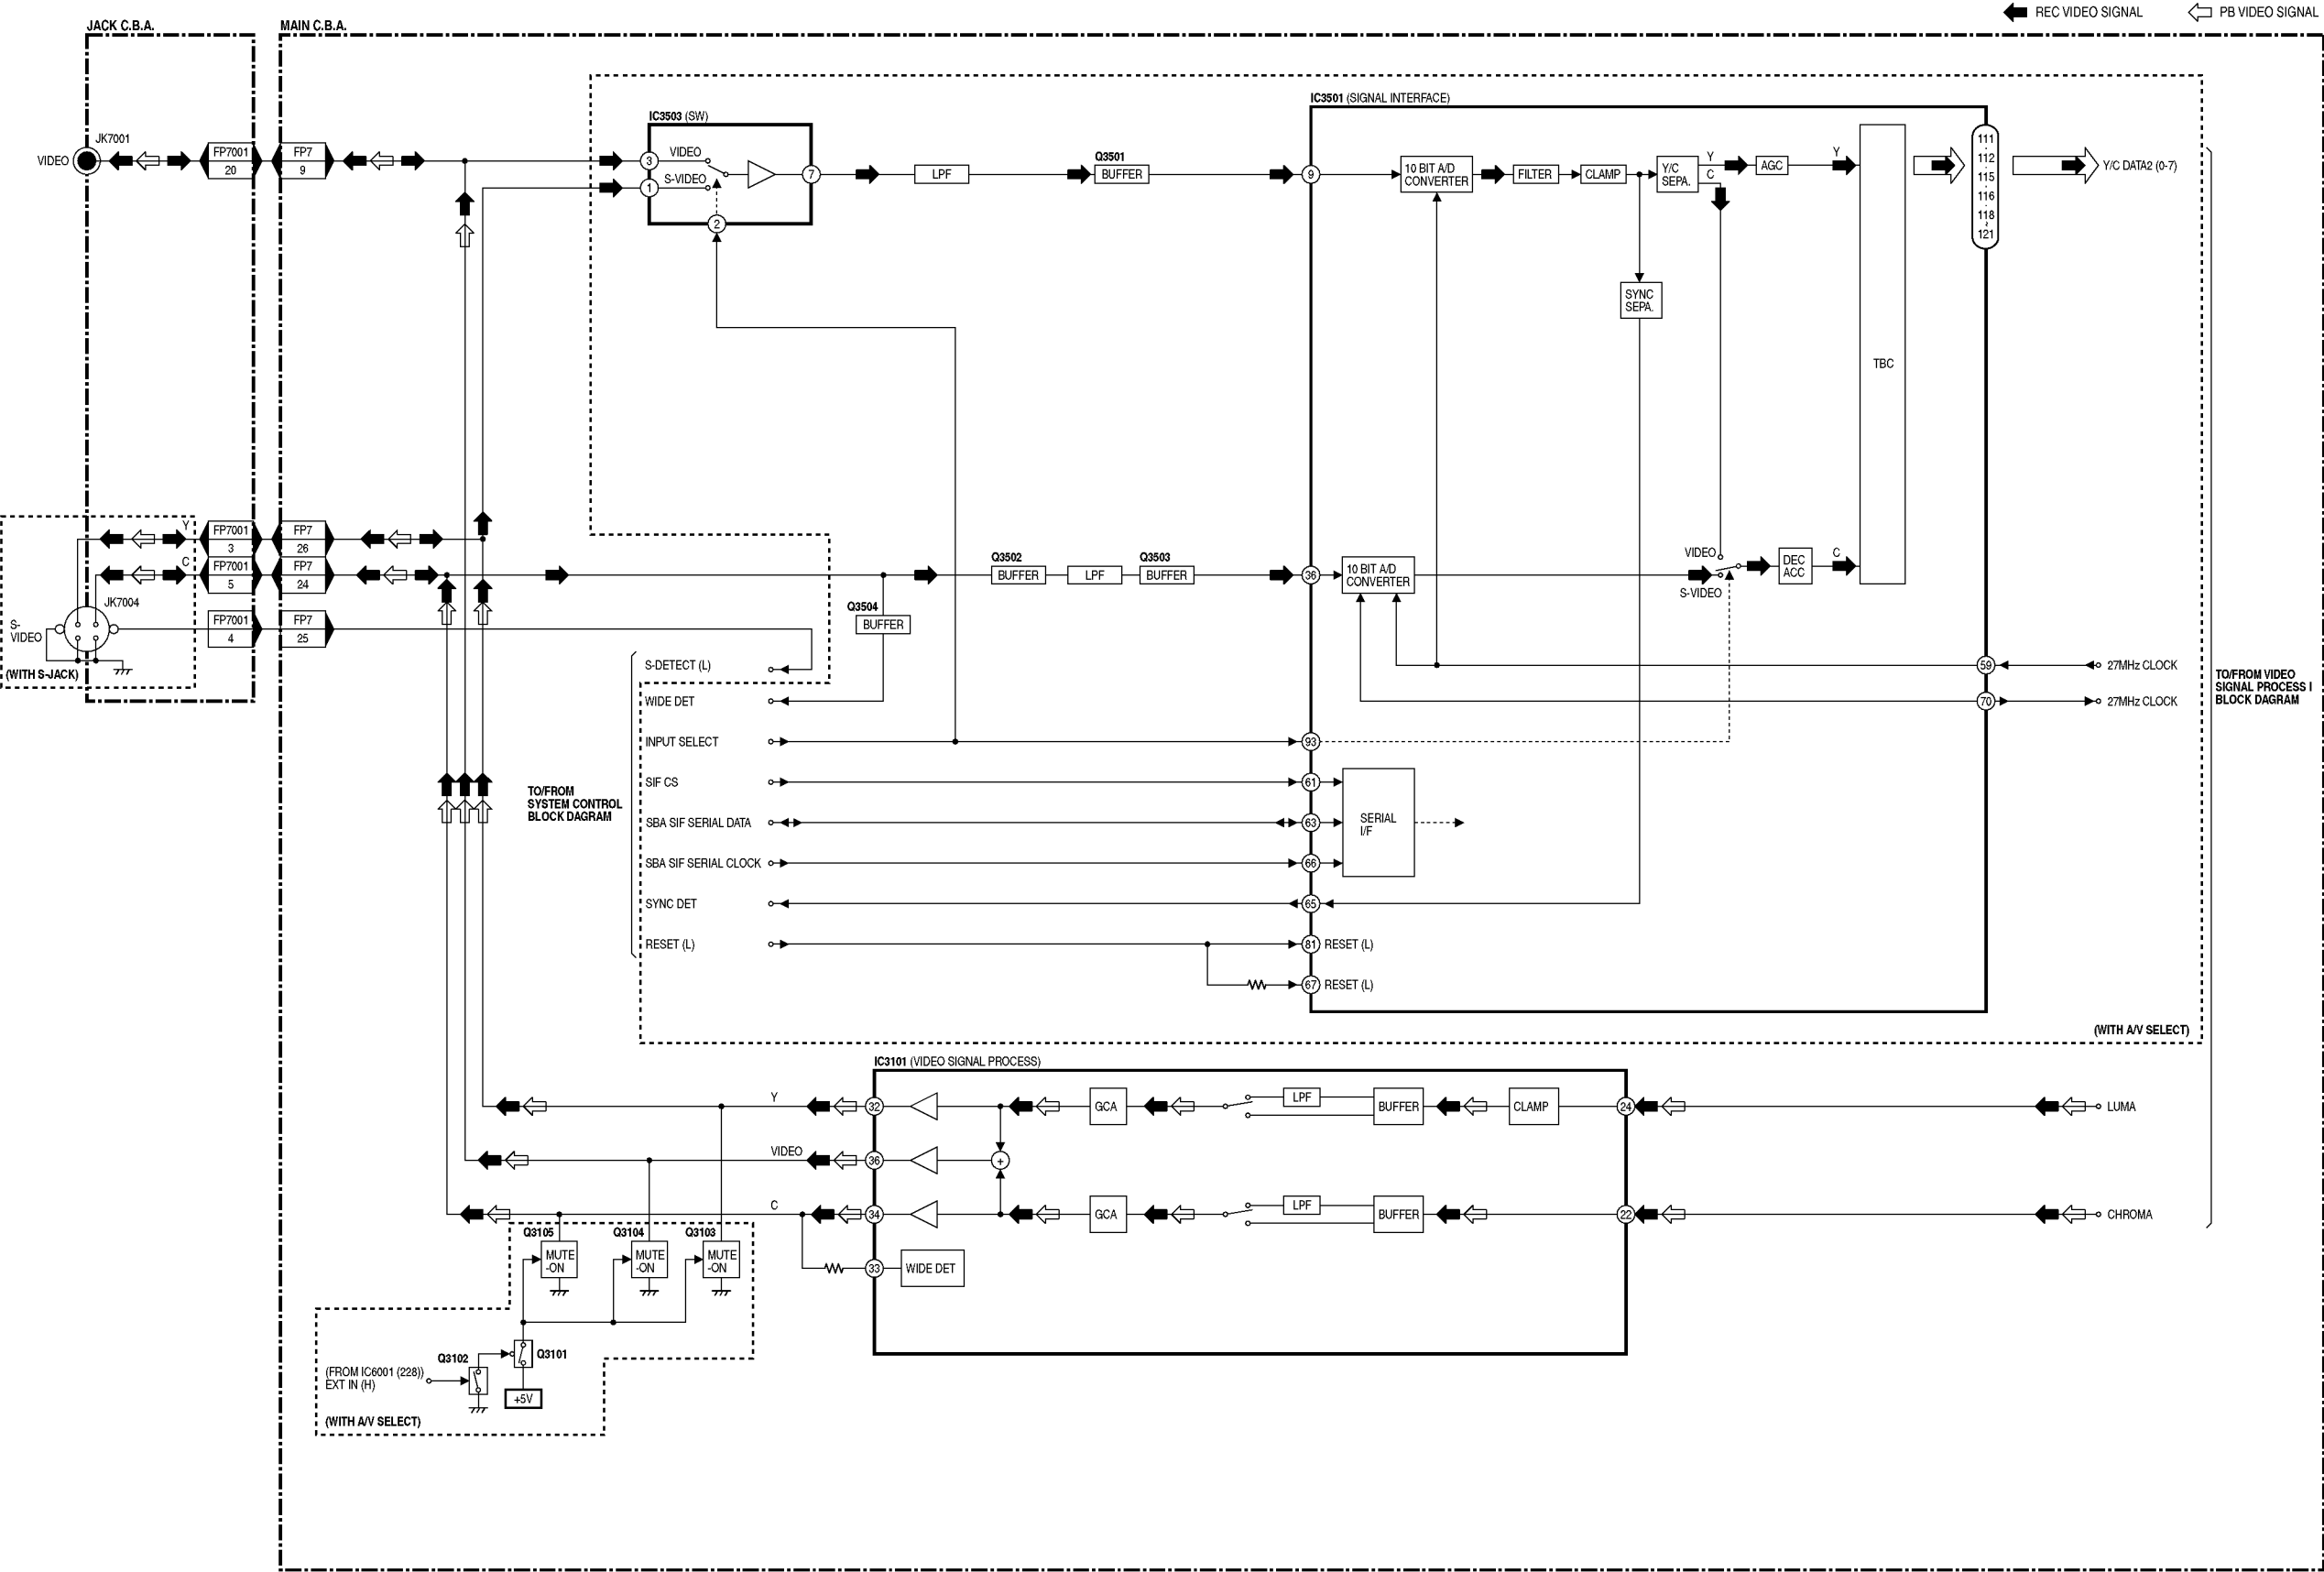 REC VIDEO SIGNAL
PB VIDEO SIGNAL
JACK C.B.A.
MAIN C.B.A.
IC3501 (SIGNAL INTERFACE)
IC3503 (SW)
JK7001
VIDEO
FP7001
20
FP7
9
3
VIDEO
1
S-VIDEO
2
7
LPF
Q3501
BUFFER
9
10 BIT A/D
CONVERTER
FILTER
CLAMP
Y/C
SEPA.
Y
C
AGC
Y
111
112
115
116
118
121
Y/C DATA2 (0-7)
SYNC
SEPA.
TBC
Y
FP7001
3
FP7
26
C
FP7001
5
FP7
24
JK7004
S-
VIDEO
FP7001
4
FP7
25
(WITH S-JACK)
Q3502
BUFFER
LPF
Q3503
BUFFER
36
10 BIT A/D
CONVERTER
VIDEO
S-VIDEO
DEC
ACC
C
Q3504
BUFFER
S-DETECT (L)
WIDE DET
INPUT SELECT
SIF CS
SBA SIF SERIAL DATA
SBA SIF SERIAL CLOCK
SYNC DET
RESET (L)
TO/FROM
SYSTEM CONTROL
BLOCK DAGRAM
59
27MHz CLOCK
70
27MHz CLOCK
TO/FROM VIDEO
SIGNAL PROCESS I
BLOCK DAGRAM
93
61
63
66
SERIAL
I/F
65
81
RESET (L)
67
RESET (L)
(WITH A/V SELECT)
IC3101 (VIDEO SIGNAL PROCESS)
Y
32
GCA
LPF
BUFFER
CLAMP
24
LUMA
VIDEO
36
+
C
34
GCA
LPF
BUFFER
22
CHROMA
33
WIDE DET
Q3105
MUTE
-ON
Q3104
MUTE
-ON
Q3103
MUTE
-ON
Q3102
Q3101
(FROM IC6001 (228))
EXT IN (H)
+5V
(WITH A/V SELECT)